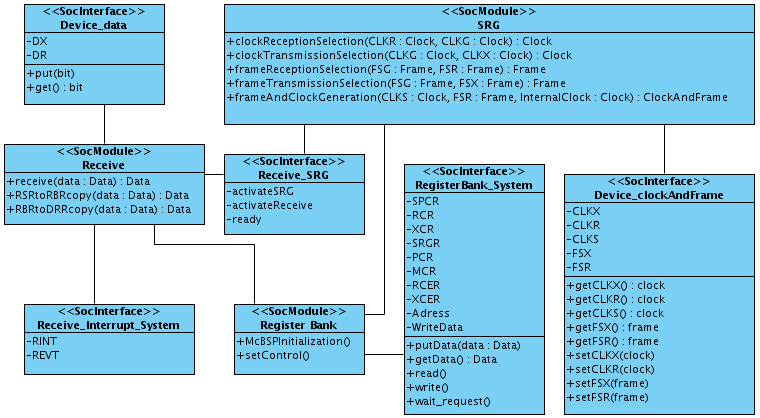 <<SocInterface>>
Device_data
-DX
-DR
+put(bit)
+get() : bit
<<SocModule>>
SRG
+clockReceptionSelection(CLKR : Clock, CLKG : Clock) : Clock
+clockTransmissionSelection(CLKG : Clock, CLKX : Clock) : Clock
+frameReceptionSelection(FSG : Frame, FSR : Frame) : Frame
+frameTransmissionSelection(FSG : Frame, FSX : Frame) : Frame
+frameAndClockGeneration(CLKS : Clock, FSR : Frame, InternalClock : Clock) : ClockAndFrame
<<SocModule>>
Receive
+receive(data : Data) : Data
+RSRtoRBRcopy(data : Data) : Data
+RBRtoDRRcopy(data : Data) : Data
<<SocInterface>>
Receive_SRG
-activateSRG
-activateReceive
-ready
<<SocInterface>>
RegisterBank_System
-SPCR
-RCR
-XCR
-SRGR
-PCR
-MCR
-RCER
-XCER
-Adress
-WriteData
+putData(data : Data)
+getData() : Data
+read()
+write()
+wait_request()
<<SocInterface>>
Device_clockAndFrame
-CLKX
-CLKR
-CLKS
-FSX
-FSR
+getCLKX() : clock
+getCLKR() : clock
+getCLKS() : clock
+getFSX() : frame
+getFSR() : frame
+setCLKX(clock)
+setCLKR(clock)
+setFSX(frame)
+setFSR(frame)
<<SocInterface>>
Receive_Interrupt_System
-RINT
-REVT
<<SocModule>>
Register_Bank
+McBSPInitialization()
+setControl()